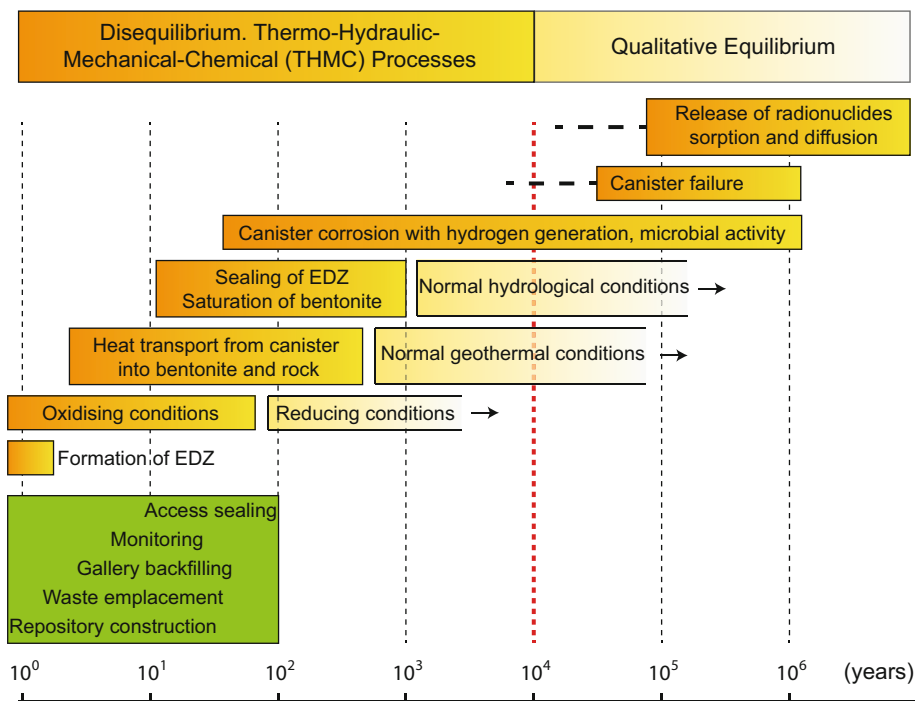 Disequilibrium. Thermo-Hydraulic-
Mechanical-Chemical (THMC) Processes
Qualitative Equilibrium
Release of radionuclides
sorption and diffusion
Canister failure
Canister corrosion with hydrogen generation, microbial activity
Sealing of EDZ
Saturation of bentonite
Normal hydrological conditions
Heat transport from canister
into bentonite and rock
Normal geothermal conditions
Oxidising conditions
Reducing conditions
Formation of EDZ
Access sealing
Monitoring
Gallery backfilling
Waste emplacement
Repository construction
10⁰ 10¹ 10² 10³ 10⁴ 10⁵ 10⁶ (years)